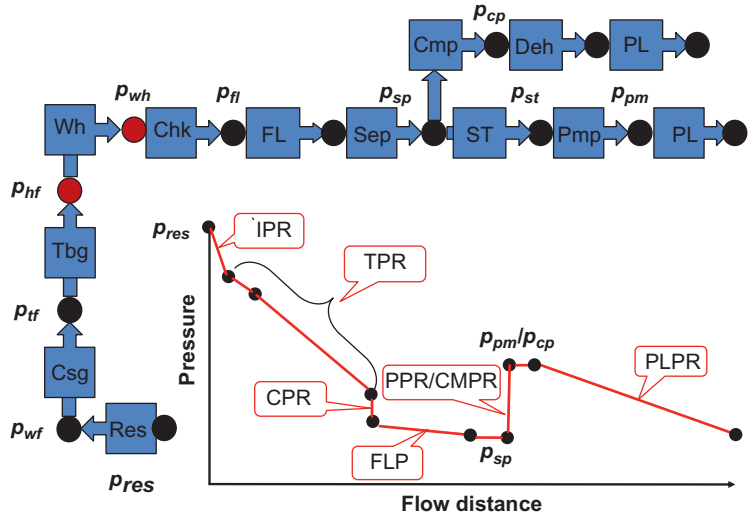 p_cp
Cmp
Deh
PL
p_wh
p_fl
p_sp
p_st
p_pm
Wh
Chk
FL
Sep
ST
Pmp
PL
p_hf
Tbg
p_tf
Csg
p_wf
Res
p_res
p_res
`IPR
TPR
p_pm/p_cp
PPR/CMPR
PLPR
CPR
FLP
p_sp
Pressure
Flow distance